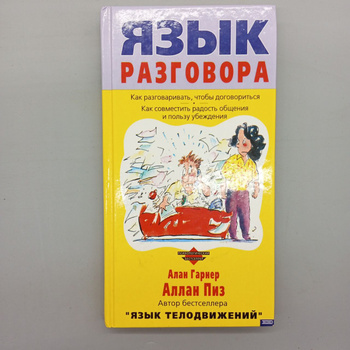 ЯЗЫК
РАЗГОВОРА
Как разговаривать, чтобы договориться
Как совместить радость общения
и пользу убеждения
Алан Гарнер
Аллан Пиз
Автор бестселлера
"ЯЗЫК ТЕЛОДВИЖЕНИЙ"